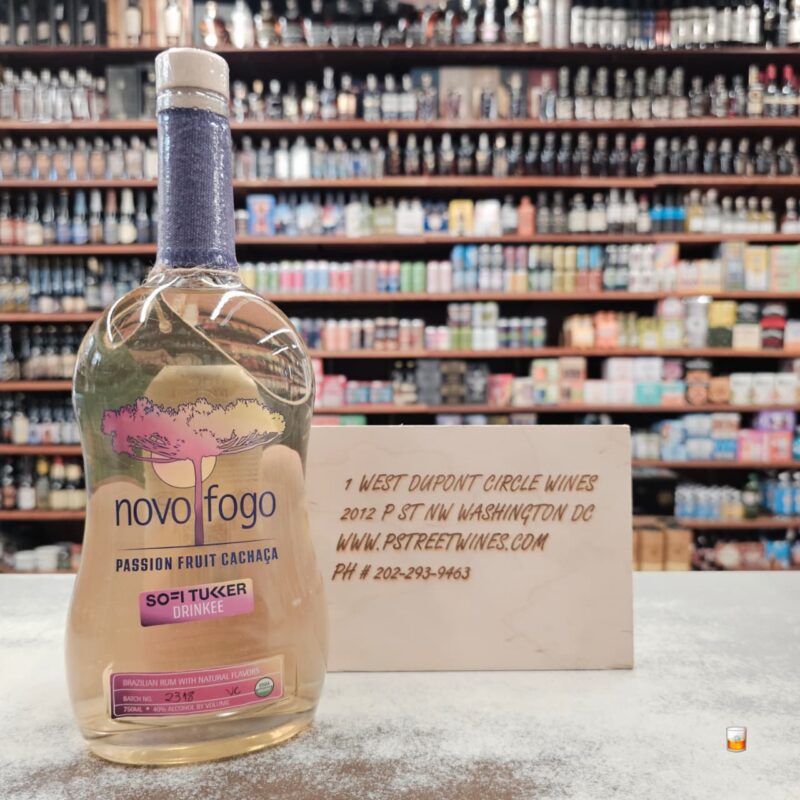 novo fogo
PASSION FRUIT CACHAÇA
SOFI TUKKER
DRINKEE
BRAZILIAN RUM WITH NATURAL FLAVORS
BATCH NO. 2318 VC
750ML • 40% ALCOHOL BY VOLUME
1 WEST DUPONT CIRCLE WINES
2012 P ST NW WASHINGTON DC
WWW.PSTREETWINES.COM
PH # 202-293-9463